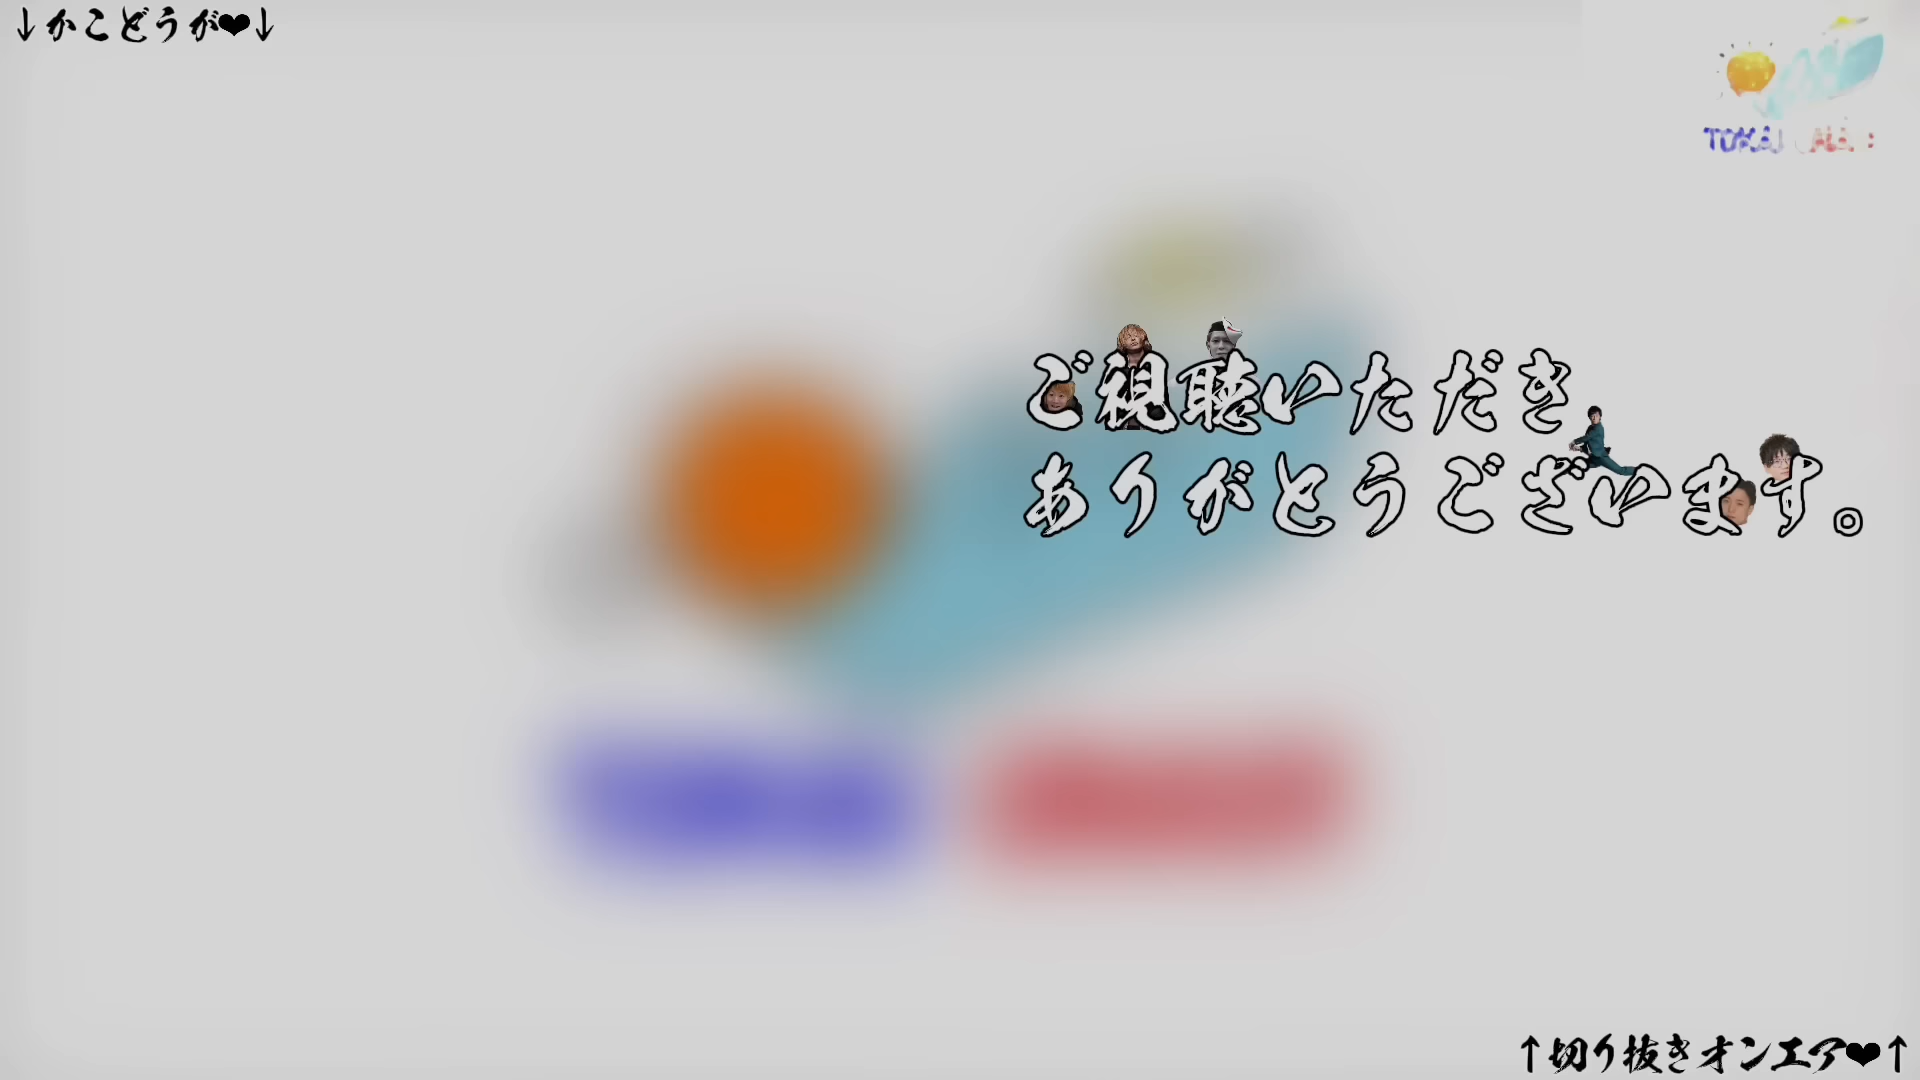 ↓かこどうが❤↓
TOKAI
ご視聴いただき
ありがとうございます。
↑切り抜きオンエア❤↑